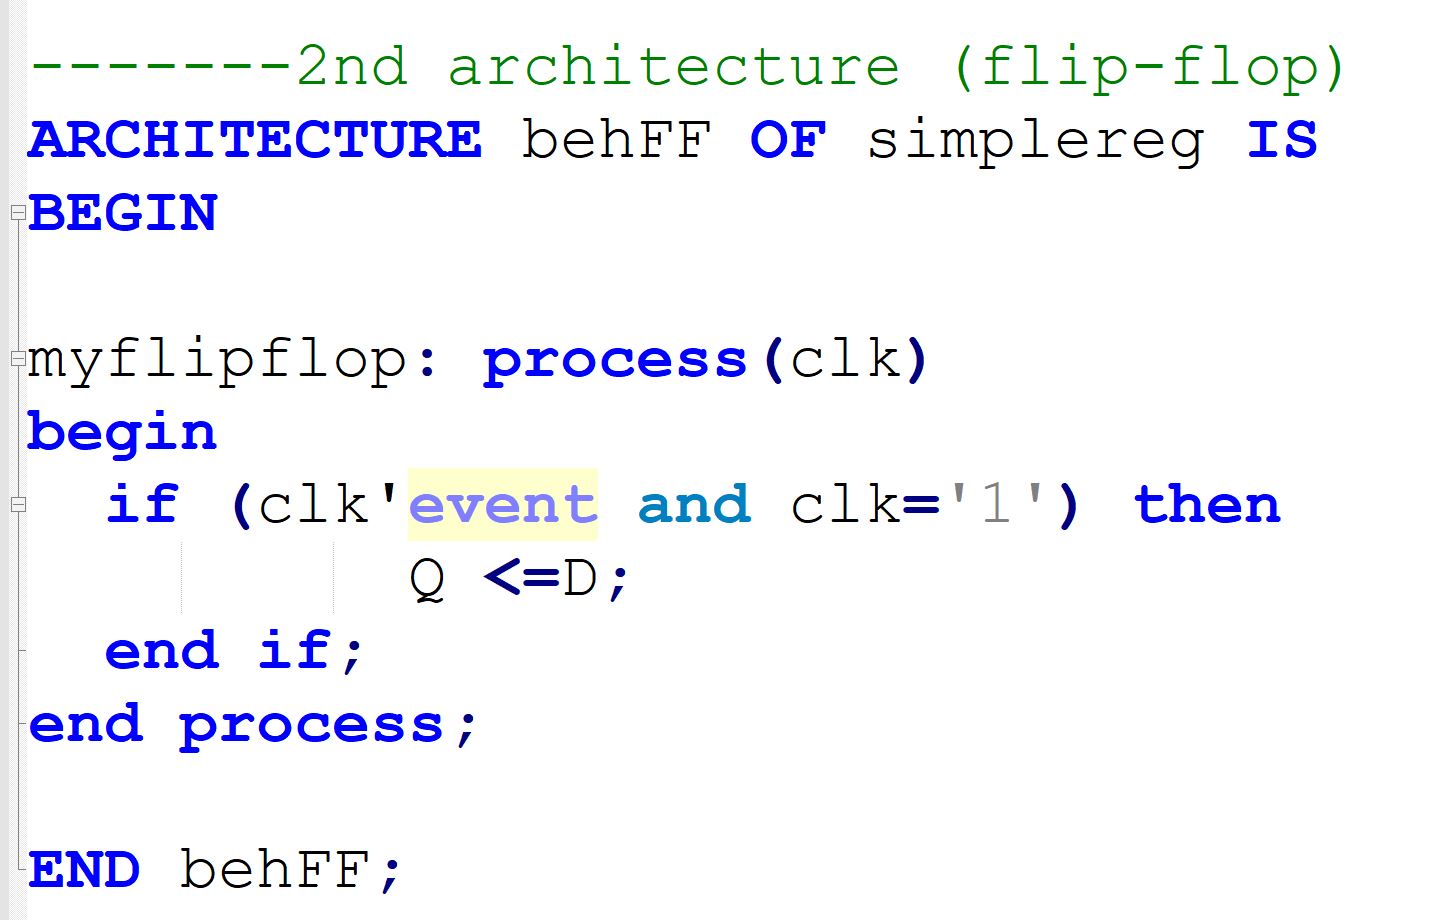 -------2nd architecture (flip-flop)
ARCHITECTURE behFF OF simplereg IS
BEGIN
myflipflop: process(clk)
begin
if (clk'event and clk='1') then
Q <=D;
end if;
end process;
END behFF;